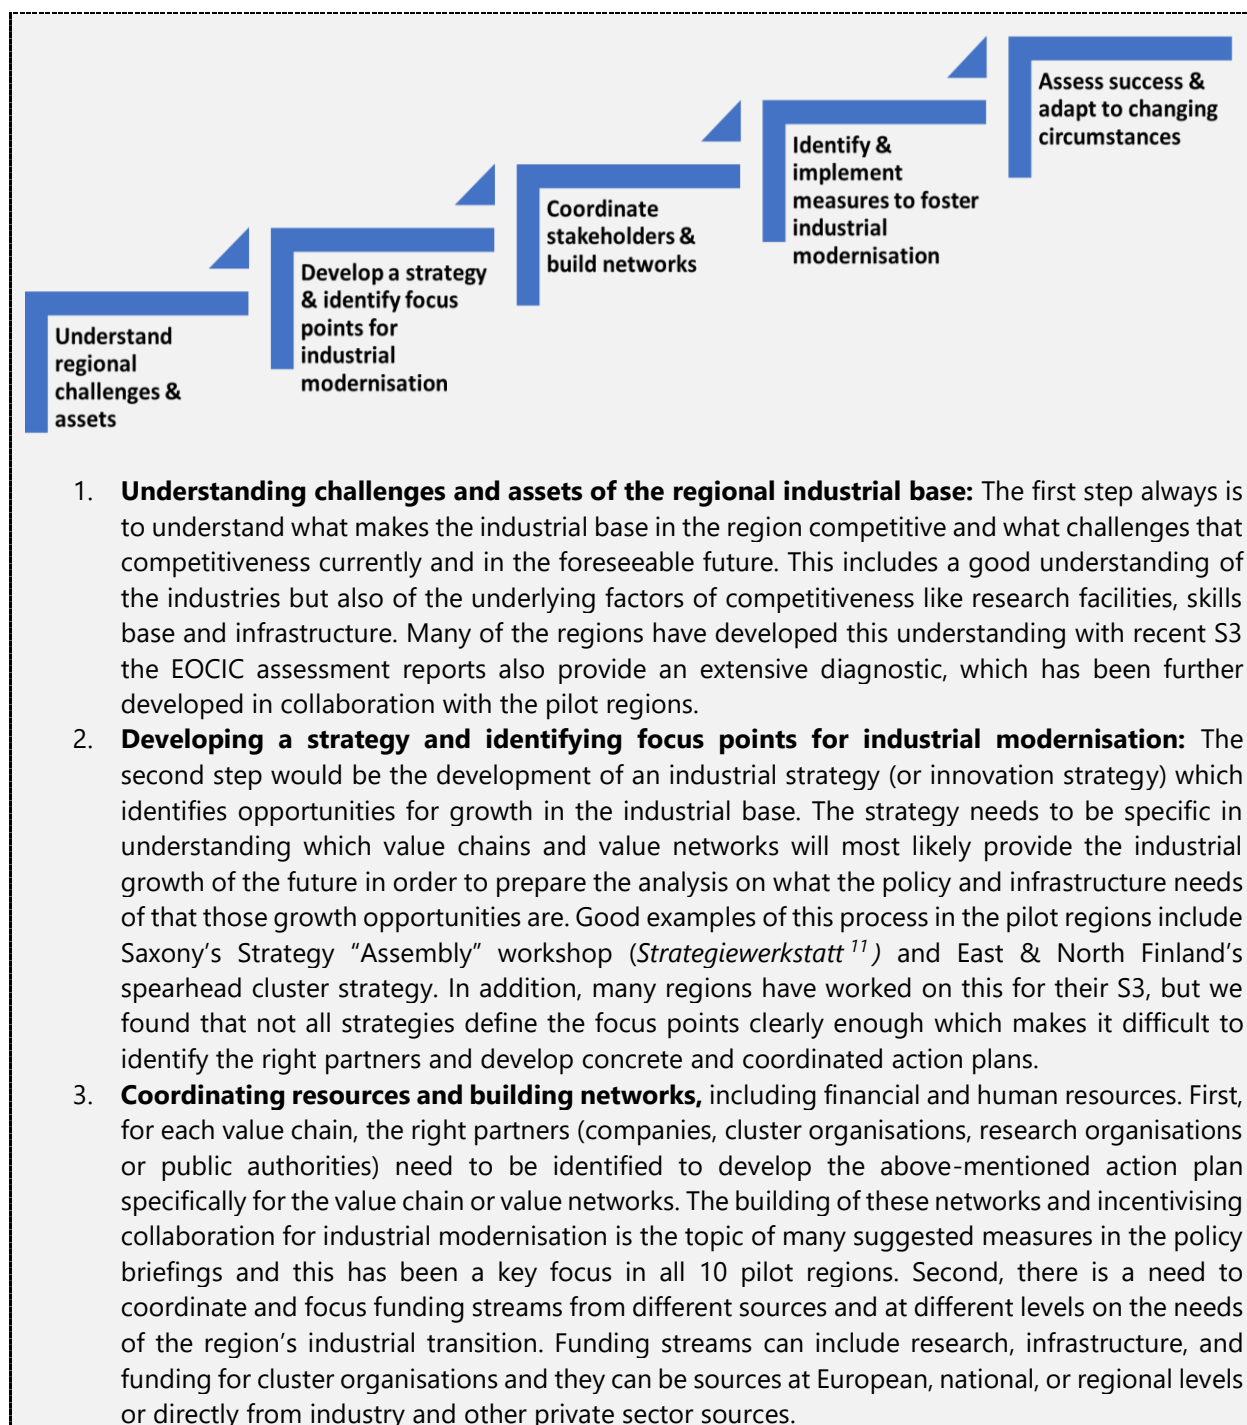 Understand
regional
challenges &
assets
Develop a strategy
& identify focus
points for
industrial
modernisation
Coordinate
stakeholders &
build networks
Identify &
implement
measures to foster
industrial
modernisation
Assess success &
adapt to changing
circumstances
1. Understanding challenges and assets of the regional industrial base: The first step always is
to understand what makes the industrial base in the region competitive and what challenges that
competitiveness currently and in the foreseeable future. This includes a good understanding of
the industries but also of the underlying factors of competitiveness like research facilities, skills
base and infrastructure. Many of the regions have developed this understanding with recent S3
the EOCIC assessment reports also provide an extensive diagnostic, which has been further
developed in collaboration with the pilot regions.
2. Developing a strategy and identifying focus points for industrial modernisation: The
second step would be the development of an industrial strategy (or innovation strategy) which
identifies opportunities for growth in the industrial base. The strategy needs to be specific in
understanding which value chains and value networks will most likely provide the industrial
growth of the future in order to prepare the analysis on what the policy and infrastructure needs
of that those growth opportunities are. Good examples of this process in the pilot regions include
Saxony’s Strategy “Assembly” workshop (Strategiewerkstatt 11) and East & North Finland’s
spearhead cluster strategy. In addition, many regions have worked on this for their S3, but we
found that not all strategies define the focus points clearly enough which makes it difficult to
identify the right partners and develop concrete and coordinated action plans.
3. Coordinating resources and building networks, including financial and human resources. First,
for each value chain, the right partners (companies, cluster organisations, research organisations
or public authorities) need to be identified to develop the above-mentioned action plan
specifically for the value chain or value networks. The building of these networks and incentivising
collaboration for industrial modernisation is the topic of many suggested measures in the policy
briefings and this has been a key focus in all 10 pilot regions. Second, there is a need to
coordinate and focus funding streams from different sources and at different levels on the needs
of the region’s industrial transition. Funding streams can include research, infrastructure, and
funding for cluster organisations and they can be sources at European, national, or regional levels
or directly from industry and other private sector sources.